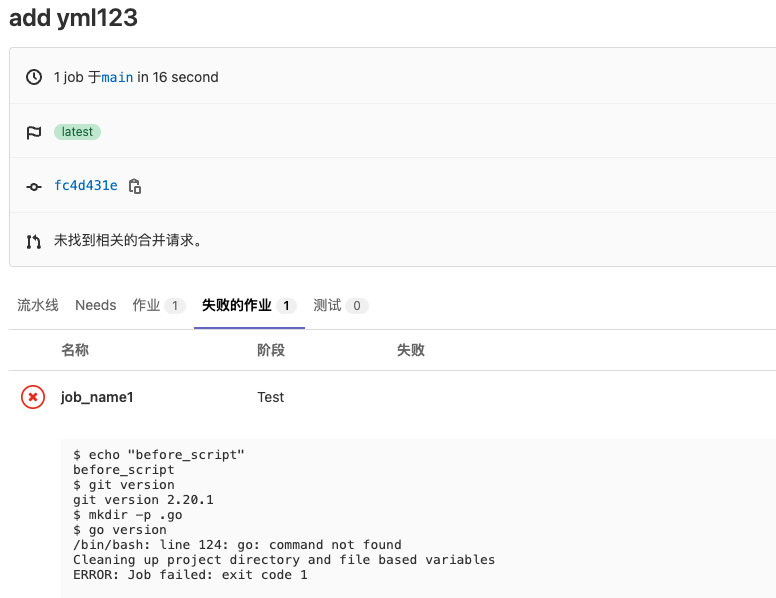 add yml123
1 job 于main in 16 second
latest
fc4d431e
未找到相关的合并请求。
流水线 Needs 作业 1 失败的作业 1 测试 0
名称 阶段 失败
job_name1 Test
$ echo "before_script"
before_script
$ git version
git version 2.20.1
$ mkdir -p .go
$ go version
/bin/bash: line 124: go: command not found
Cleaning up project directory and file based variables
ERROR: Job failed: exit code 1